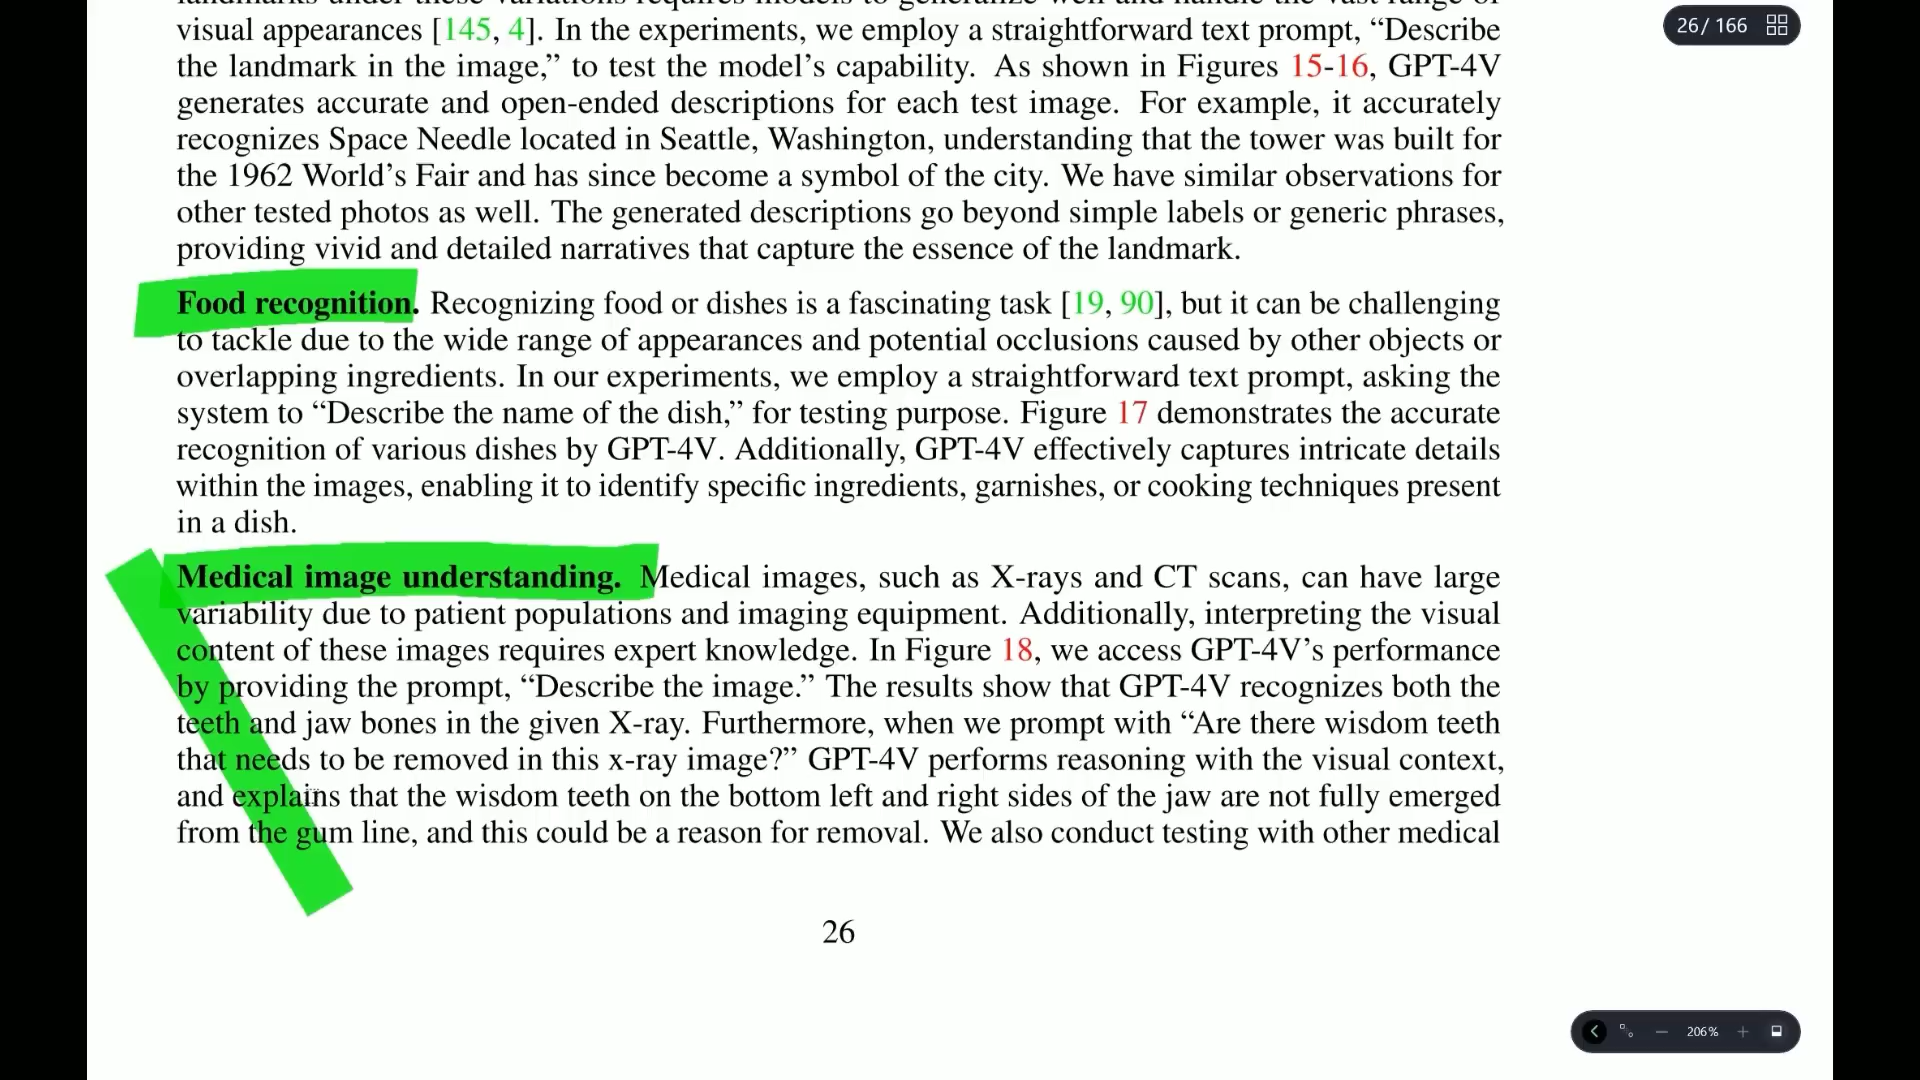 landmarks under these variations requires models to generalize well and handle the vast range of
visual appearances [145, 4]. In the experiments, we employ a straightforward text prompt, “Describe
the landmark in the image,” to test the model’s capability. As shown in Figures 15-16, GPT-4V
generates accurate and open-ended descriptions for each test image. For example, it accurately
recognizes Space Needle located in Seattle, Washington, understanding that the tower was built for
the 1962 World’s Fair and has since become a symbol of the city. We have similar observations for
other tested photos as well. The generated descriptions go beyond simple labels or generic phrases,
providing vivid and detailed narratives that capture the essence of the landmark.
Food recognition. Recognizing food or dishes is a fascinating task [19, 90], but it can be challenging
to tackle due to the wide range of appearances and potential occlusions caused by other objects or
overlapping ingredients. In our experiments, we employ a straightforward text prompt, asking the
system to “Describe the name of the dish,” for testing purpose. Figure 17 demonstrates the accurate
recognition of various dishes by GPT-4V. Additionally, GPT-4V effectively captures intricate details
within the images, enabling it to identify specific ingredients, garnishes, or cooking techniques present
in a dish.
Medical image understanding. Medical images, such as X-rays and CT scans, can have large
variability due to patient populations and imaging equipment. Additionally, interpreting the visual
content of these images requires expert knowledge. In Figure 18, we access GPT-4V’s performance
by providing the prompt, “Describe the image.” The results show that GPT-4V recognizes both the
teeth and jaw bones in the given X-ray. Furthermore, when we prompt with “Are there wisdom teeth
that needs to be removed in this x-ray image?” GPT-4V performs reasoning with the visual context,
and explains that the wisdom teeth on the bottom left and right sides of the jaw are not fully emerged
from the gum line, and this could be a reason for removal. We also conduct testing with other medical
26
26 / 166
206%